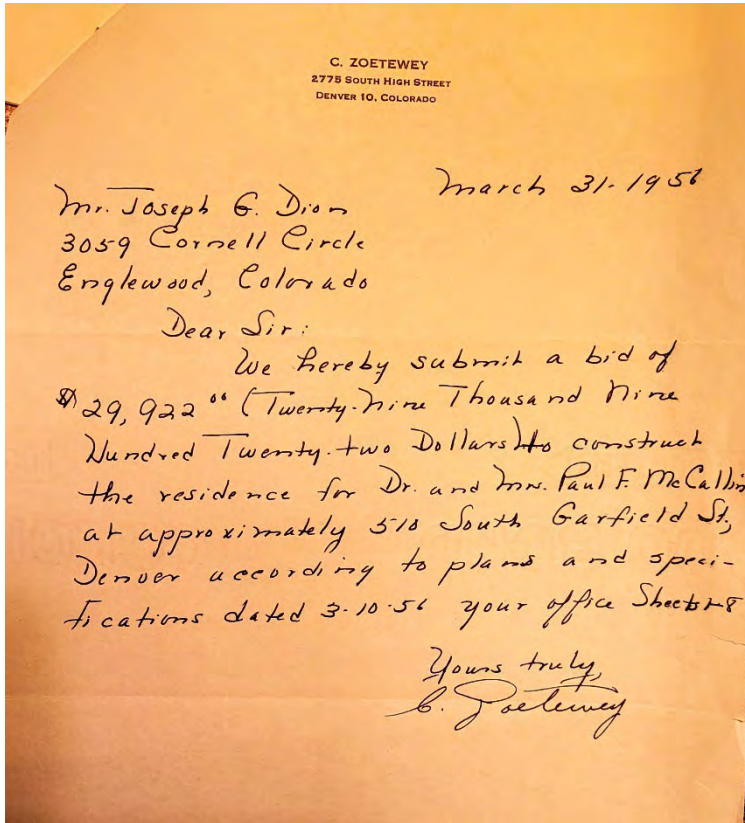 C. ZOETEWEY
2775 SOUTH HIGH STREET
DENVER 10, COLORADO
March 31-1956
Mr. Joseph G. Dion
3059 Cornell Circle
Englewood, Colorado
Dear Sir:
We hereby submit a bid of
$29,922⁰⁰ (Twenty-Nine Thousand Nine
Hundred Twenty-two Dollars) to construct
the residence for Dr. and Mrs. Paul F. McCallin
at approximately 510 South Garfield St.,
Denver according to plans and speci-
fications dated 3-10-56 your office Sheets 1-8
Yours truly,
C. Zoetewey